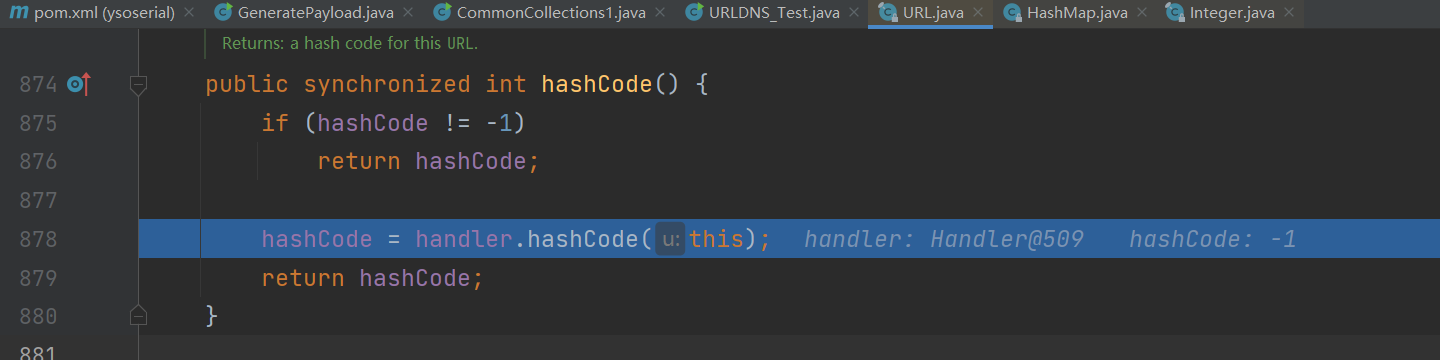 pom.xml (ysoserial) GeneratePayload.java CommonCollections1.java URLDNS_Test.java URL.java HashMap.java Integer.java
Returns: a hash code for this URL.
874 public synchronized int hashCode() {
875 if (hashCode != -1)
876 return hashCode;
877
878 hashCode = handler.hashCode( u: this); handler: Handler@509 hashCode: -1
879 return hashCode;
880 }
881